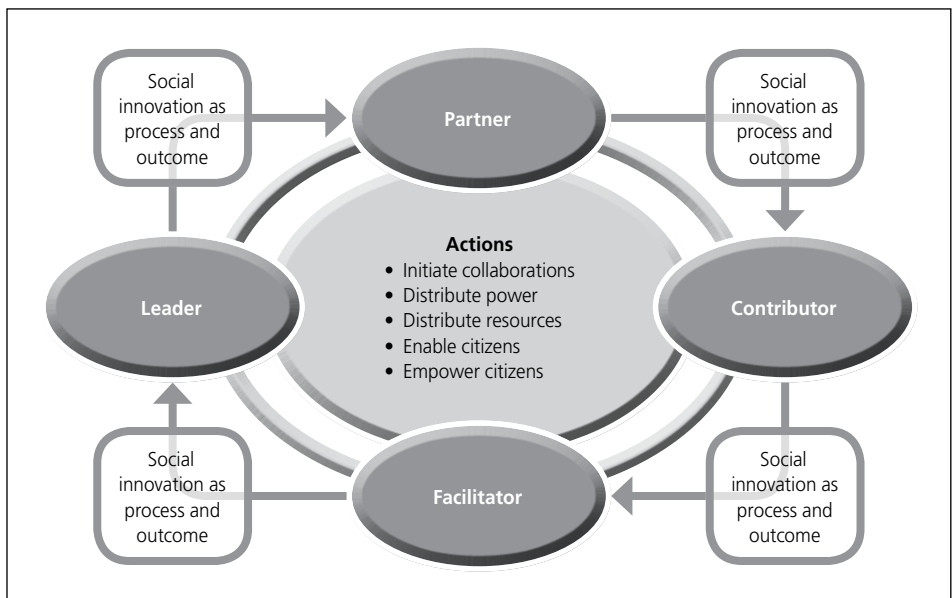 Social
innovation as
process and
outcome
Partner
Social
innovation as
process and
outcome
Leader
Actions
• Initiate collaborations
• Distribute power
• Distribute resources
• Enable citizens
• Empower citizens
Contributor
Social
innovation as
process and
outcome
Facilitator
Social
innovation as
process and
outcome